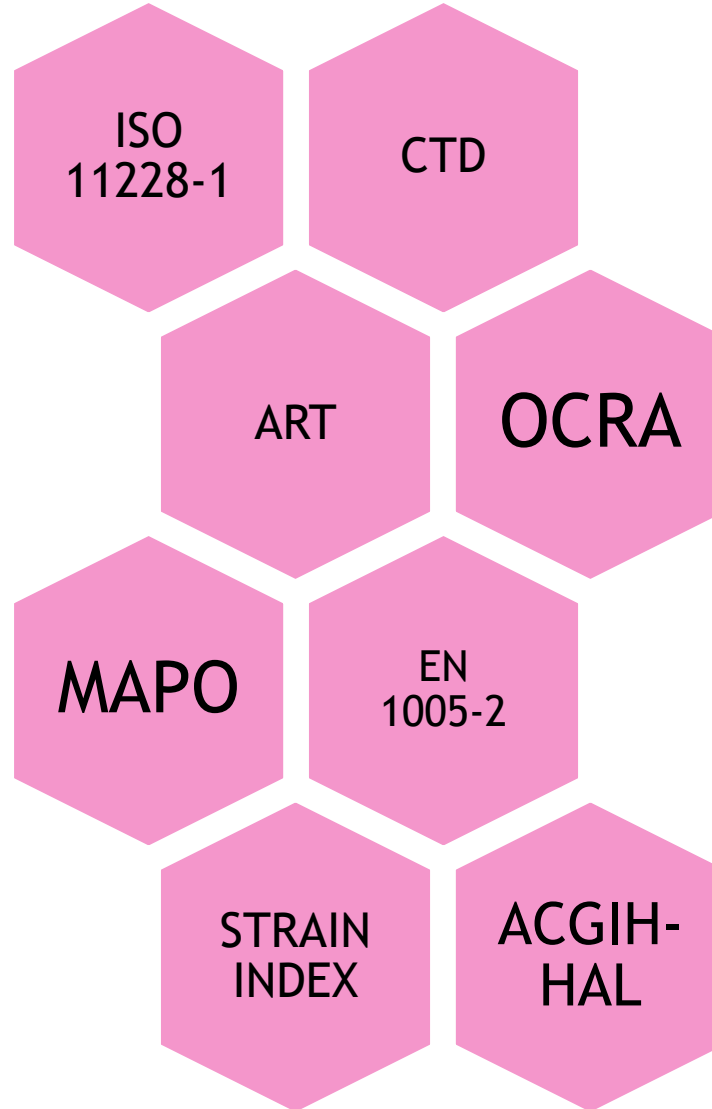 ISO
11228-1
CTD
ART
OCRA
MAPO
EN
1005-2
STRAIN
INDEX
ACGIH-
HAL